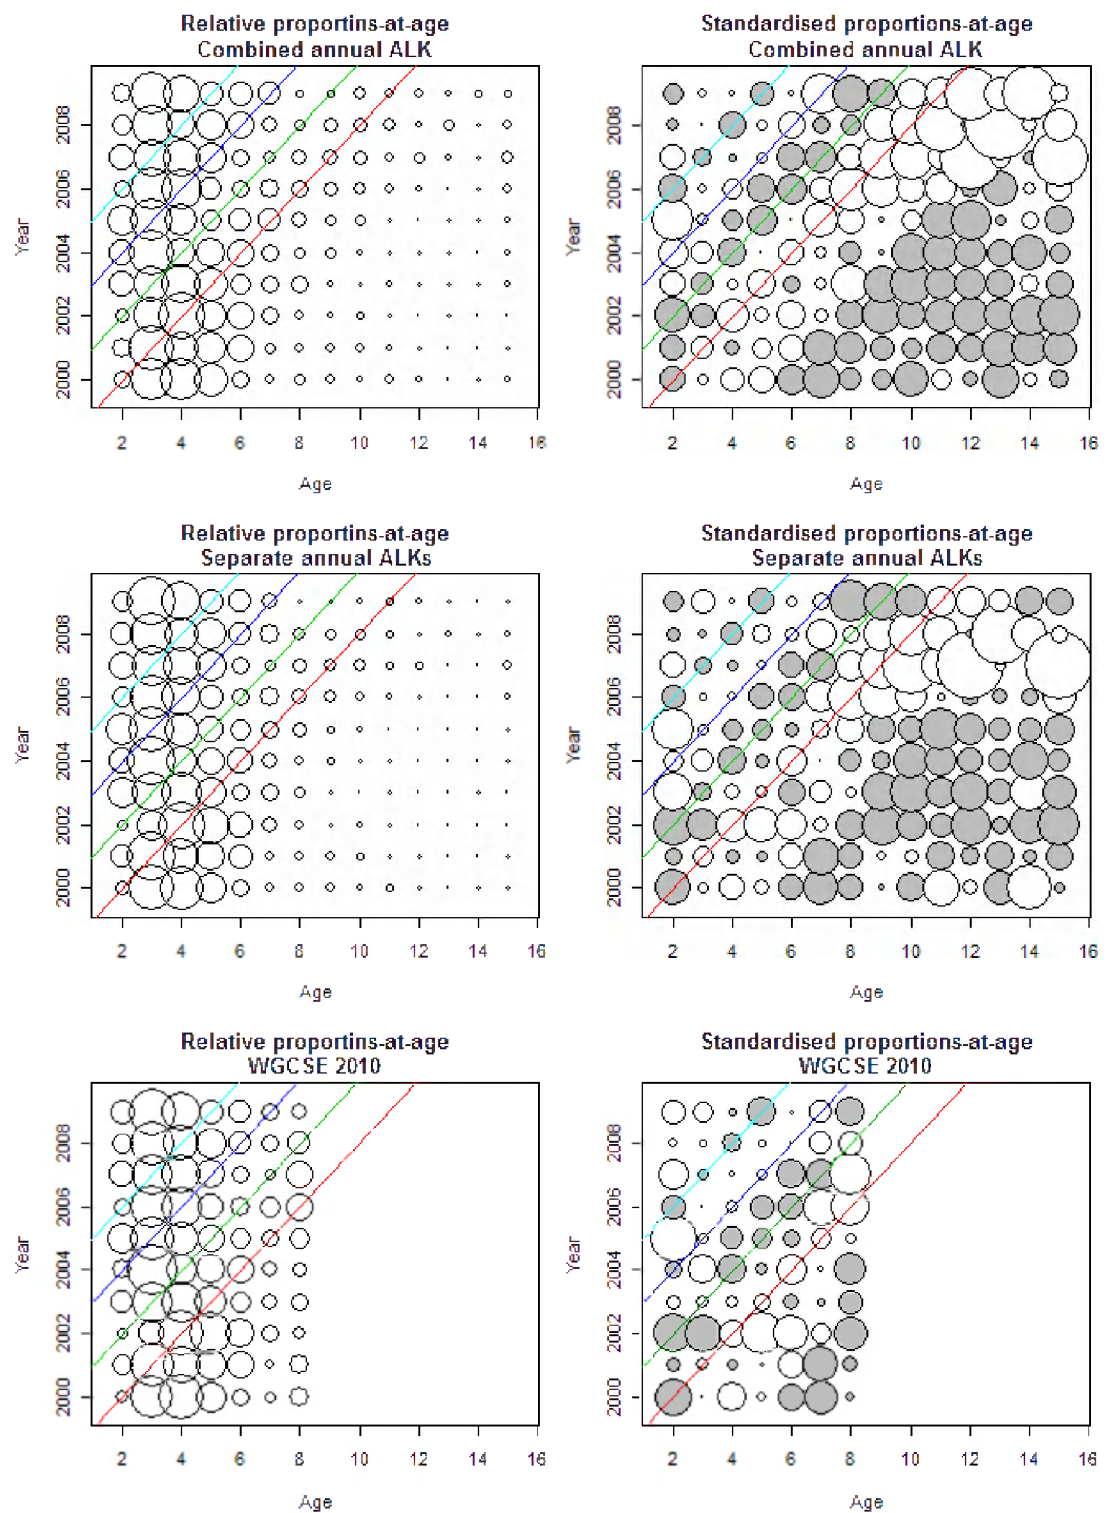 Relative proportins-at-age
Combined annual ALK
Standardised proportions-at-age
Combined annual ALK
Year
2008
2006
2004
2002
2000
2 4 6 8 10 12 14 16
Age
Year
2008
2006
2004
2002
2000
2 4 6 8 10 12 14 16
Age
Relative proportins-at-age
Separate annual ALKs
Standardised proportions-at-age
Separate annual ALKs
Year
2008
2006
2004
2002
2000
2 4 6 8 10 12 14 16
Age
Year
2008
2006
2004
2002
2000
2 4 6 8 10 12 14 16
Age
Relative proportins-at-age
WGCSE 2010
Standardised proportions-at-age
WGCSE 2010
Year
2008
2006
2004
2002
2000
2 4 6 8 10 12 14 16
Age
Year
2008
2006
2004
2002
2000
2 4 6 8 10 12 14 16
Age